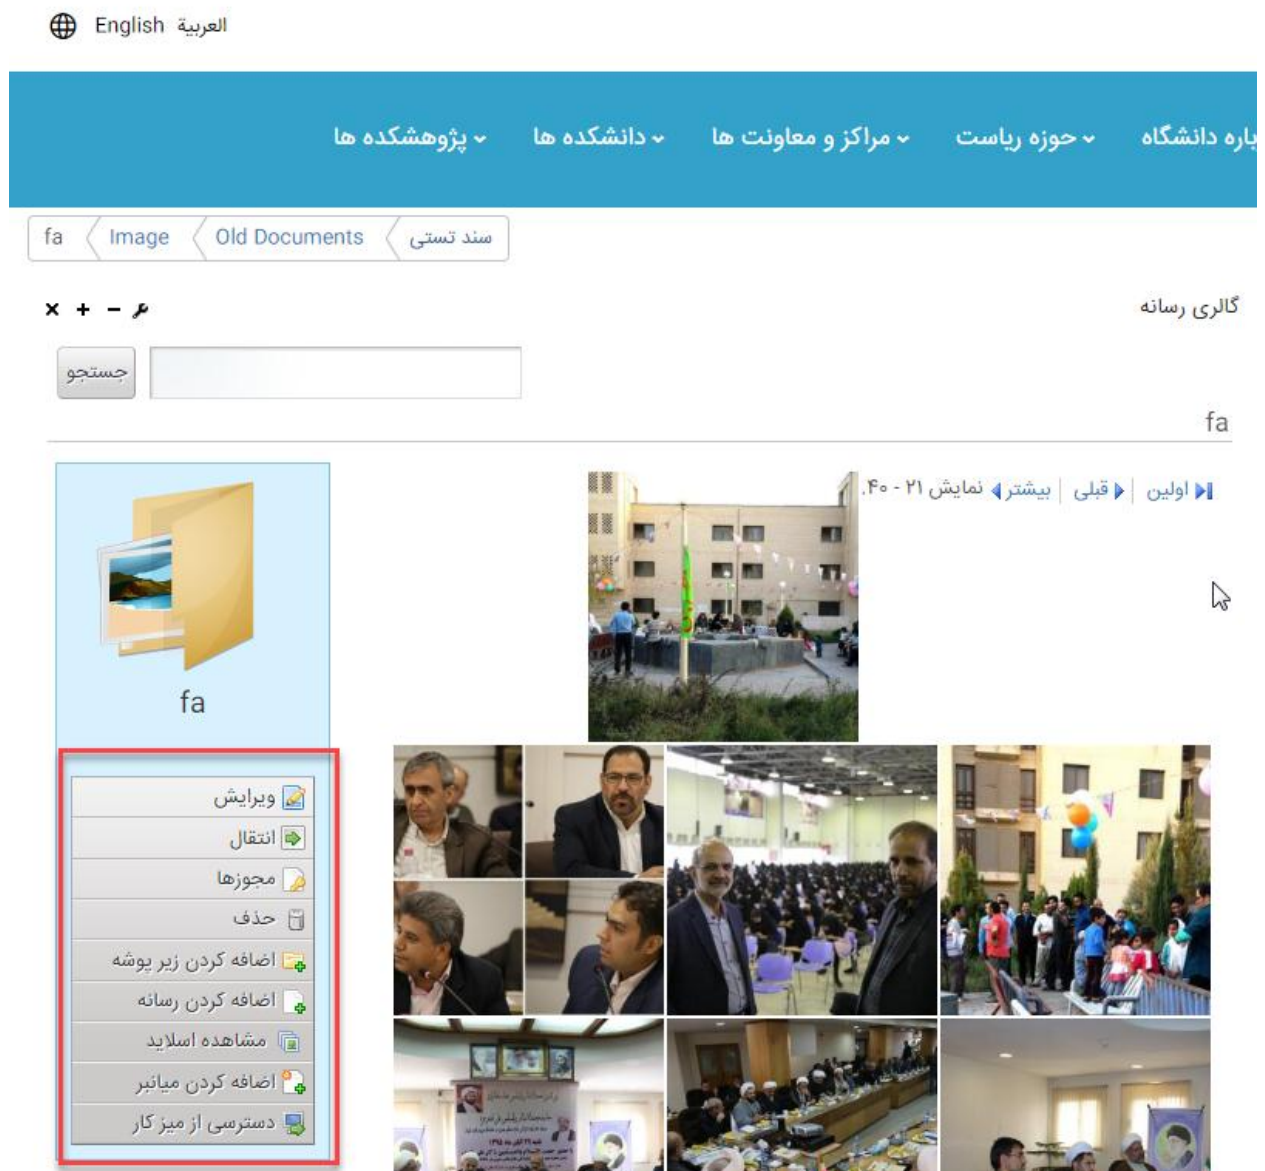 العربية English
باره دانشگاه حوزه ریاست مراکز و معاونت ها دانشکده ها پژوهشکده ها
سند تستی Old Documents Image fa
گالری رسانه
جستجو
fa
اولین قبلی بیشتر نمایش ۲۱ - ۴۰.
fa
ویرایش
انتقال
مجوزها
حذف
اضافه کردن زیر پوشه
اضافه کردن رسانه
مشاهده اسلاید
اضافه کردن میانبر
دسترسی از میز کار